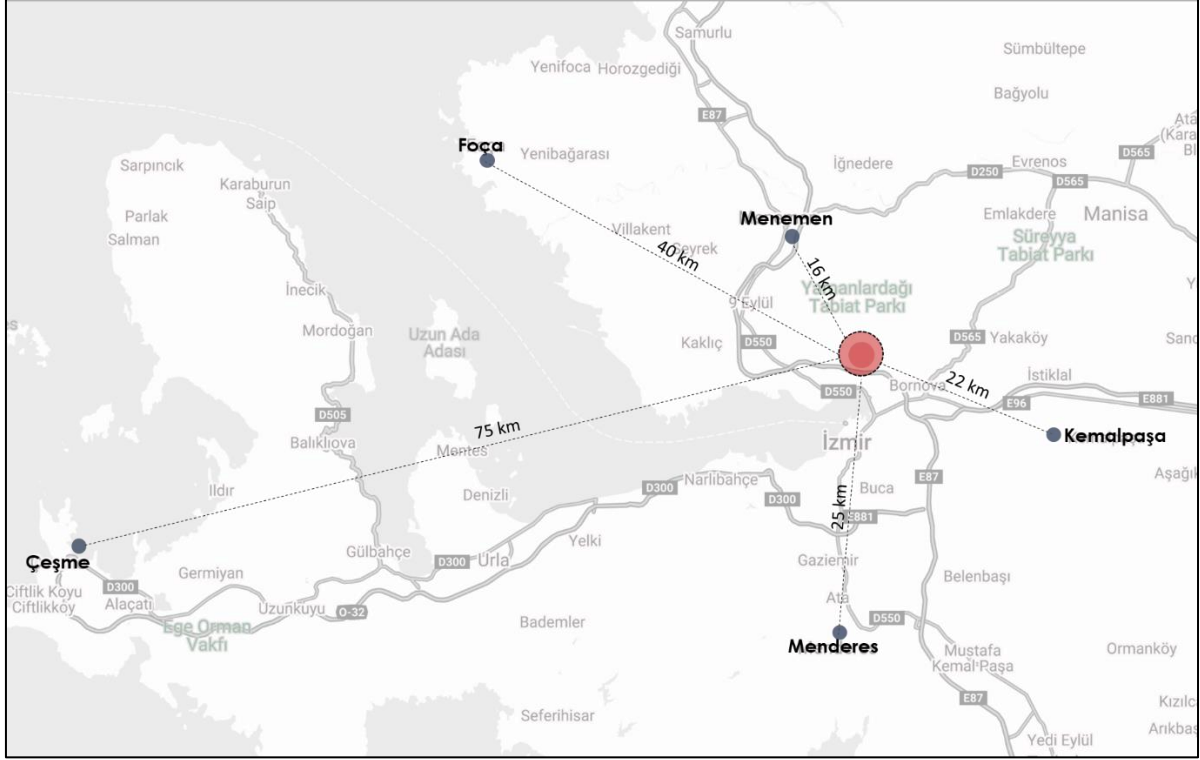 Samurlu
Sümbültepe
Yenifoca
Horozgediği
Bağyolu
E87
Foça
Yenibağarası
Sarpıncık
İğnedere
Evrenos
D565
D250
D565
Karaburun
Saip
Parlak
Salman
Menemen
Villakent
Emlakdere
Manisa
Süreyya
Tabiat Parkı
40 km
16 km
İnecik
Tabiat Parkı
9 Eylül
Mordoğan
Uzun Ada
Adası
Kaklıç
D550
D565
Yakaköy
D550
Bornova
22 km
İstiklal
E96
E881
D505
75 km
Balıklıova
İzmir
Kemalpaşa
Mentes
Ildır
Denizli
D300
Narlıbahçe
D300
Buca
E87
25 km
E881
Yelki
Çeşme
Gülbahçe
D300
Urla
Gaziemir
Germiyan
Belenbaşı
Çiftlik Koyu
Çiftlikköy
D300
Alaçatı
Uzunkuyu
O-32
Ata
Bademler
D550
Ege Orman
Vakfı
Menderes
Mustafa
Kemal Paşa
Ormanköy
E87
Seferihisar
Yedi Eylül